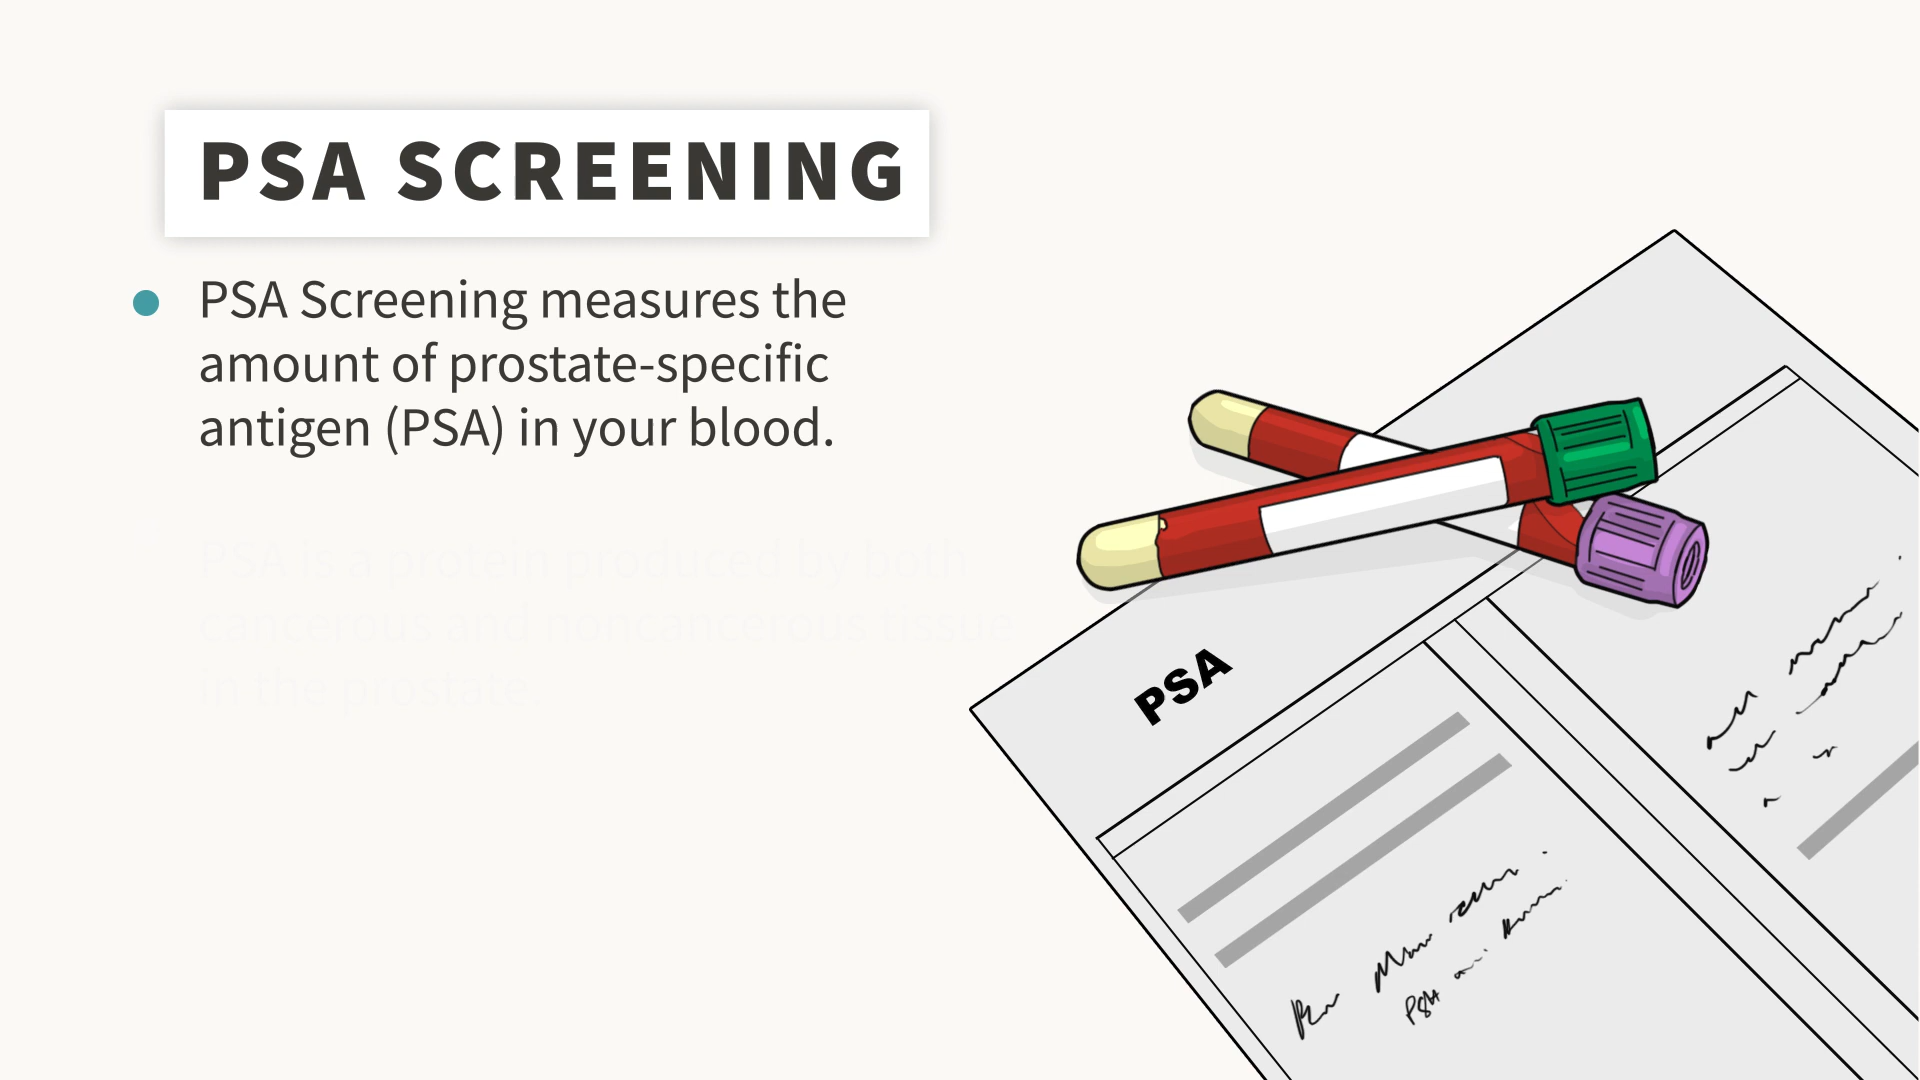 PSA SCREENING
PSA Screening measures the
amount of prostate-specific
antigen (PSA) in your blood.
PSA is a protein produced by both
cancerous and noncancerous tissue
in the prostate.
PSA
PSA